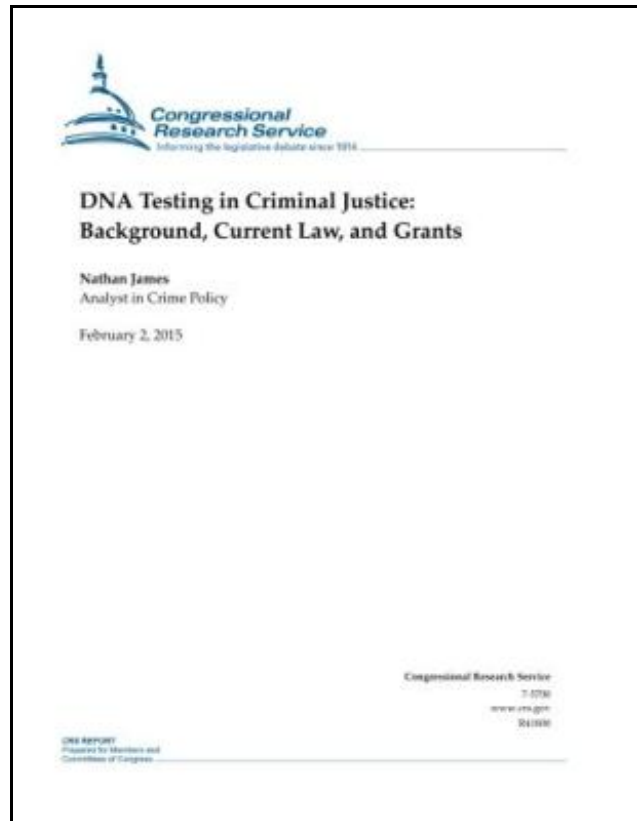 Congressional
Research Service
Informing the legislative debate since 1914
DNA Testing in Criminal Justice:
Background, Current Law, and Grants
Nathan James
Analyst in Crime Policy
February 2, 2015
Congressional Research Service
7-5700
www.crs.gov
CRS REPORT
Prepared for Members and
Committees of Congress